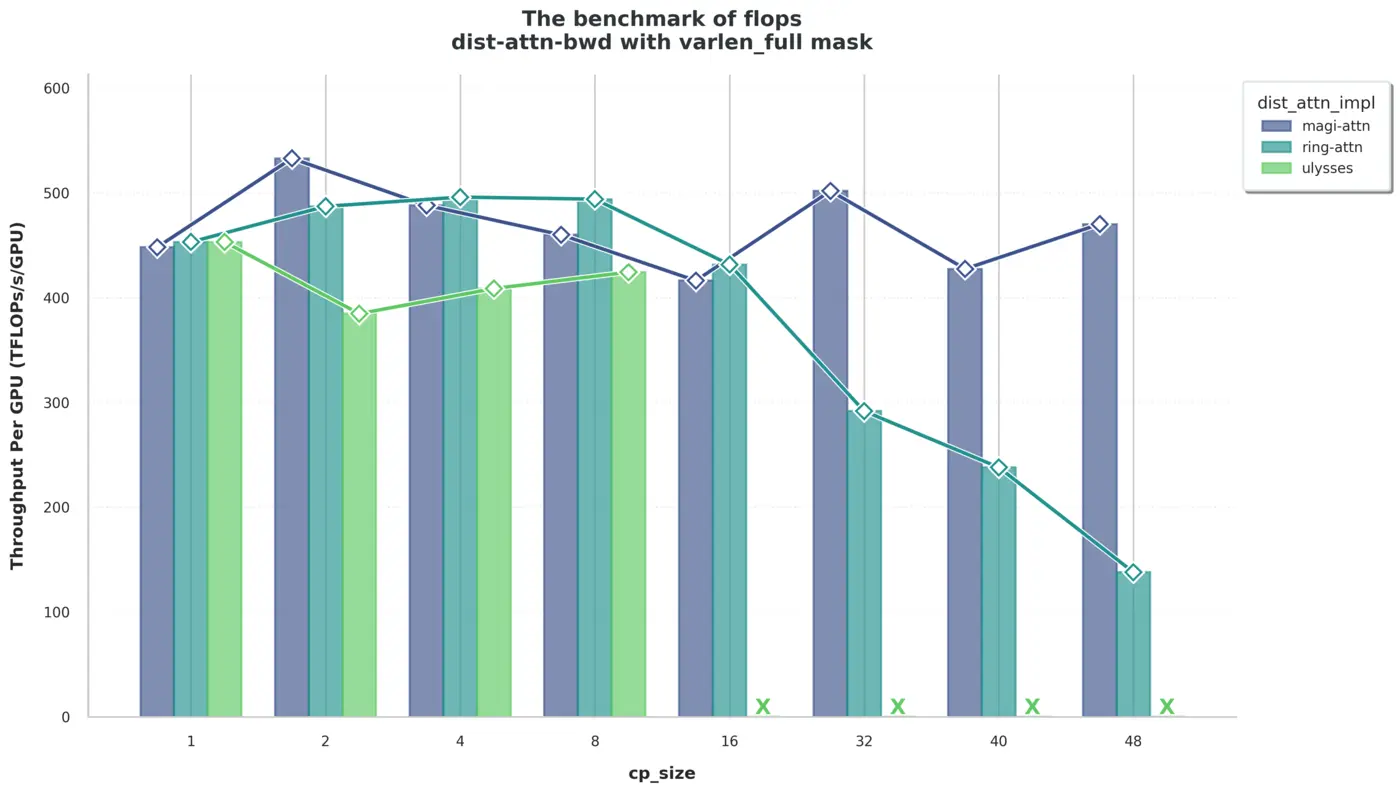 The benchmark of flops
dist-attn-bwd with varlen_full mask
dist_attn_impl
magi-attn
ring-attn
ulysses
Throughput Per GPU (TFLOPs/s/GPU)
600
500
400
300
200
100
0
X X X X
1 2 4 8 16 32 40 48
cp_size